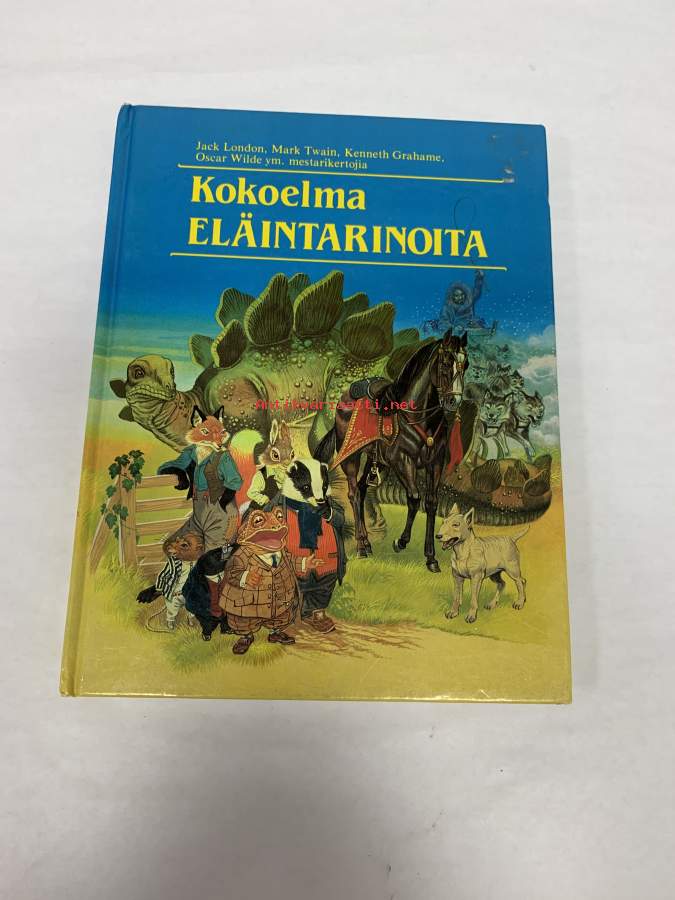 Jack London, Mark Twain, Kenneth Grahame,
Oscar Wilde ym. mestarikertojia
Kokoelma
ELÄINTARINOITA
Antikvariaatti.net